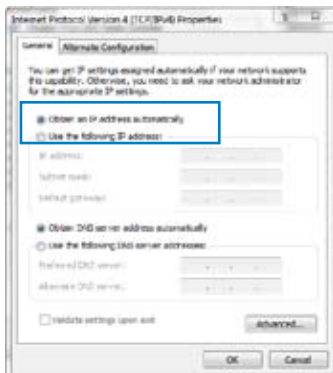 Internet Protocol Version 4 (TCP/IPv4) Properties
General Alternate Configuration
You can get IP settings assigned automatically if your network supports
this capability. Otherwise, you need to ask your network administrator
for the appropriate IP settings.
Obtain an IP address automatically
Use the following IP address:
IP address:
Subnet mask:
Default gateway:
Obtain DNS server address automatically
Use the following DNS server addresses:
Preferred DNS server:
Alternate DNS server:
Validate settings upon exit
Advanced...
OK Cancel